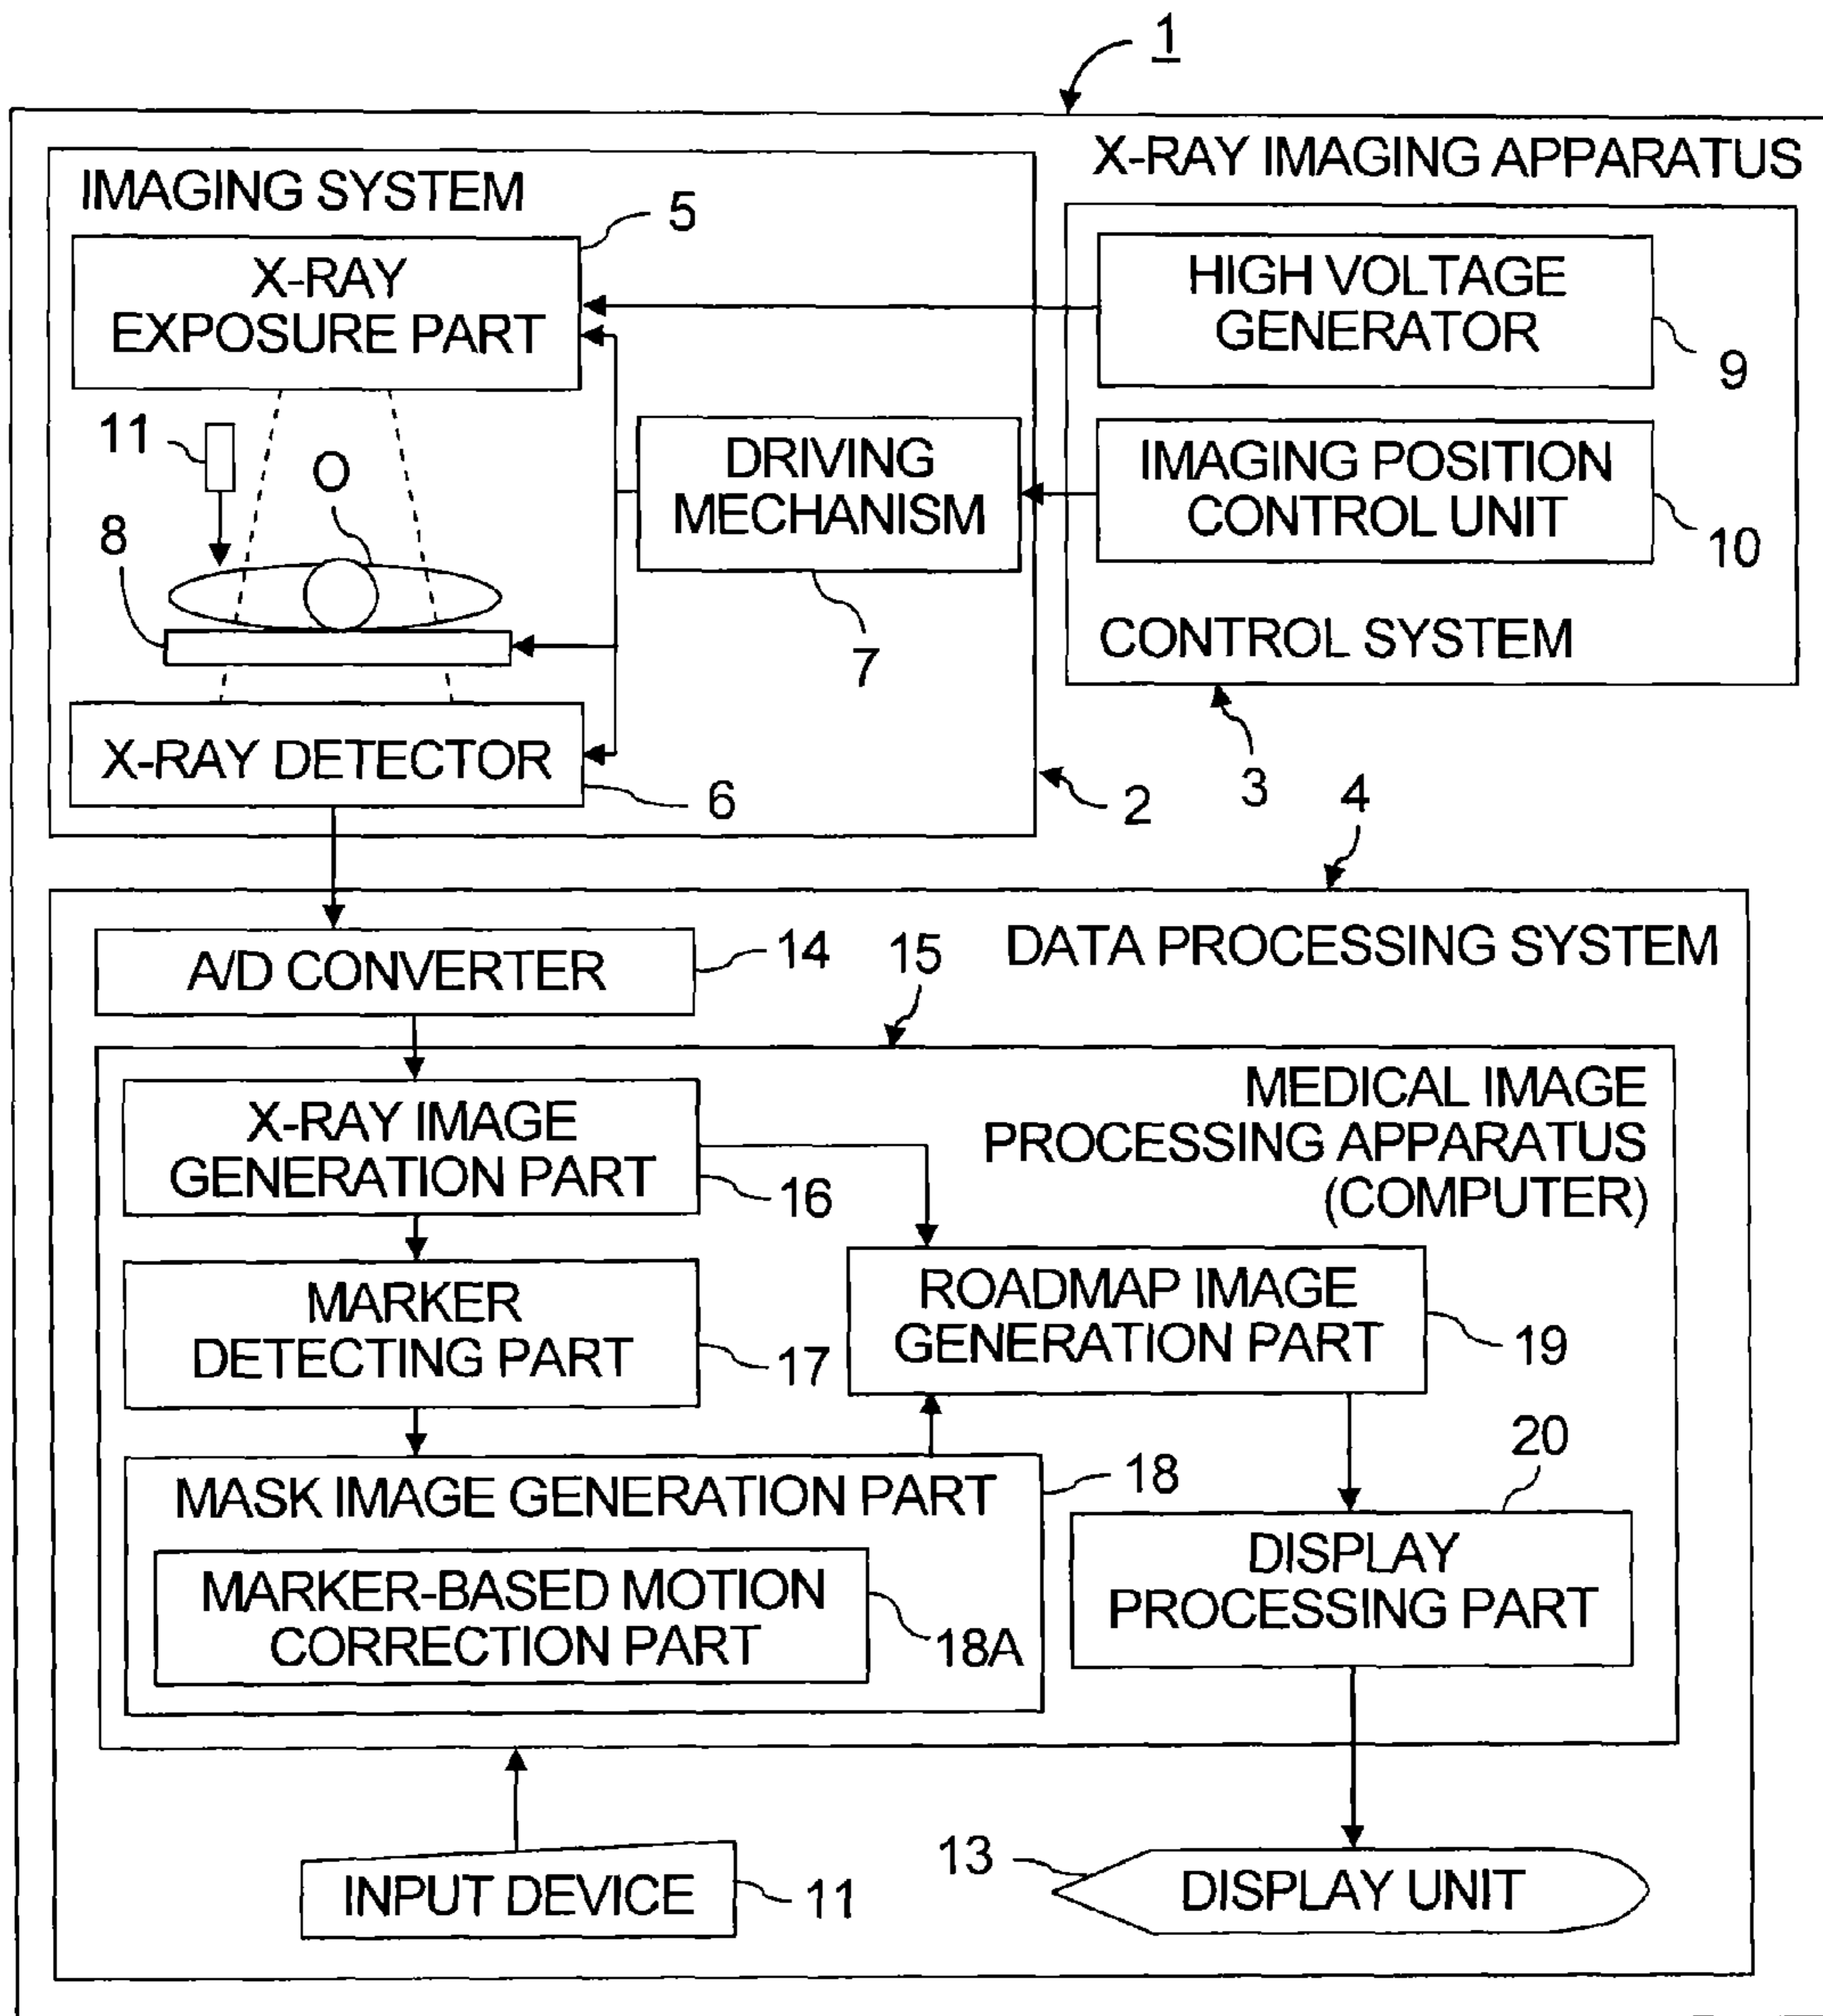 1
X-RAY IMAGING APPARATUS
IMAGING SYSTEM
5
X-RAY
EXPOSURE PART
HIGH VOLTAGE
GENERATOR
9
11
O
DRIVING
MECHANISM
IMAGING POSITION
CONTROL UNIT
8
10
7
CONTROL SYSTEM
X-RAY DETECTOR
6
2
3
4
A/D CONVERTER
14
15
DATA PROCESSING SYSTEM
X-RAY IMAGE
GENERATION PART
16
MEDICAL IMAGE
PROCESSING APPARATUS
(COMPUTER)
MARKER
DETECTING PART
17
ROADMAP IMAGE
GENERATION PART
19
MASK IMAGE GENERATION PART
18
20
MARKER-BASED MOTION
CORRECTION PART
18A
DISPLAY
PROCESSING PART
INPUT DEVICE
11
13
DISPLAY UNIT